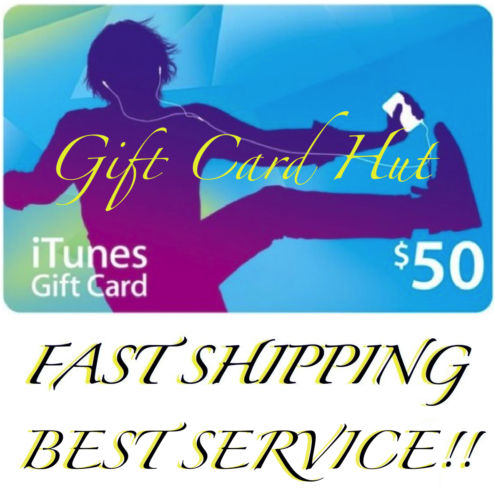 Gift Card Hut
iTunes
Gift Card
$50
FAST SHIPPING
BEST SERVICE!!